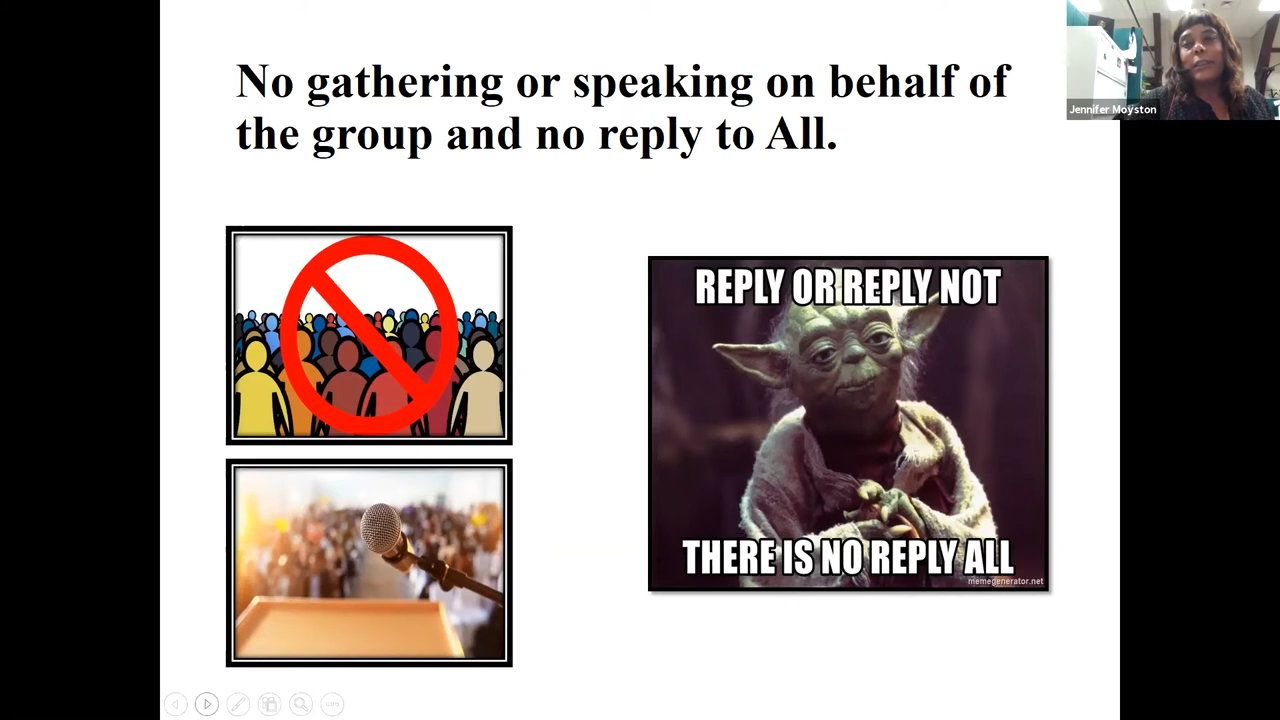 No gathering or speaking on behalf of
the group and no reply to All.
Jennifer Moyston
REPLY OR REPLY NOT
THERE IS NO REPLY ALL
memegenerator.net